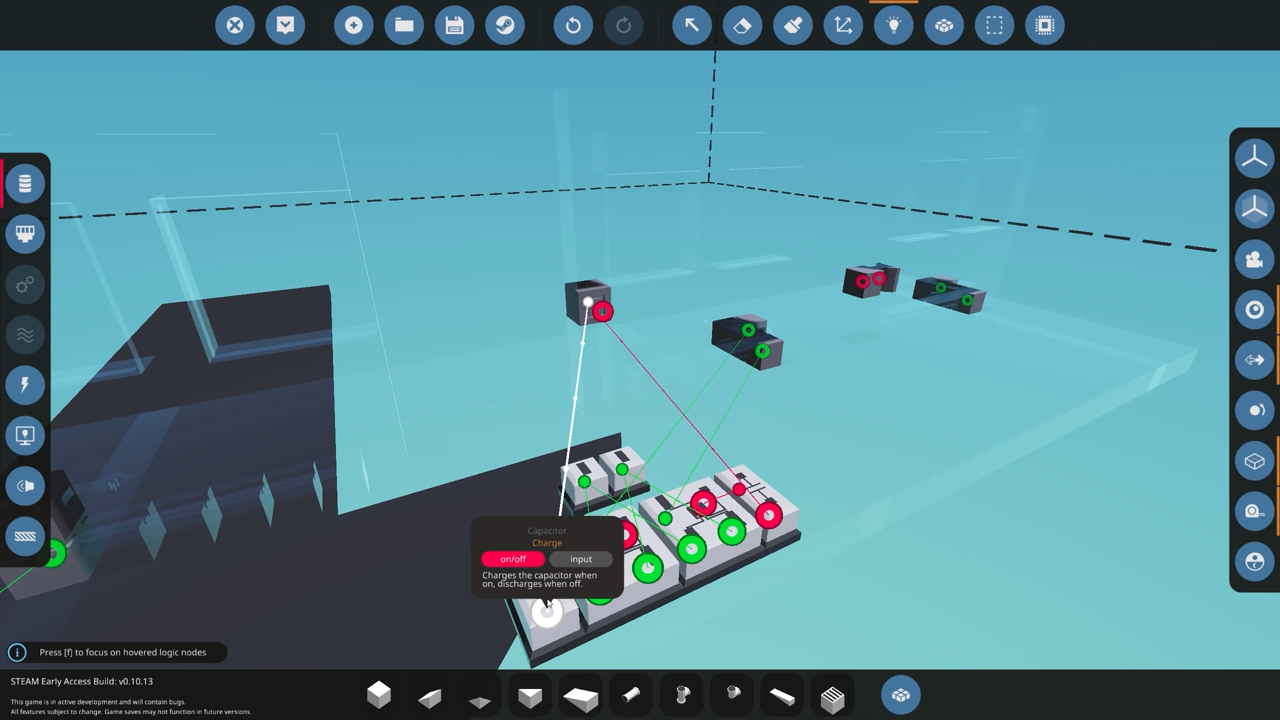 Capacitor
Charge
on/off input
Charges the capacitor when
on, discharges when off.
Press [f] to focus on hovered logic nodes
STEAM Early Access Build: v0.10.13
This game is in active development and will contain bugs.
All features subject to change. Game saves may not function in future versions.